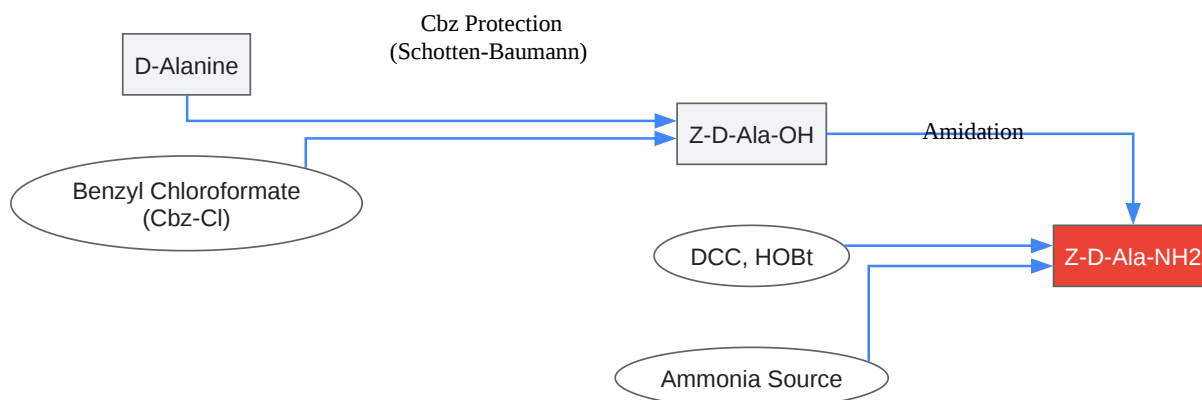 Cbz Protection
(Schotten-Baumann)
D-Alanine
Z-D-Ala-OH
Amidation
Benzyl Chloroformate
(Cbz-Cl)
DCC, HOBt
Z-D-Ala-NH2
Ammonia Source